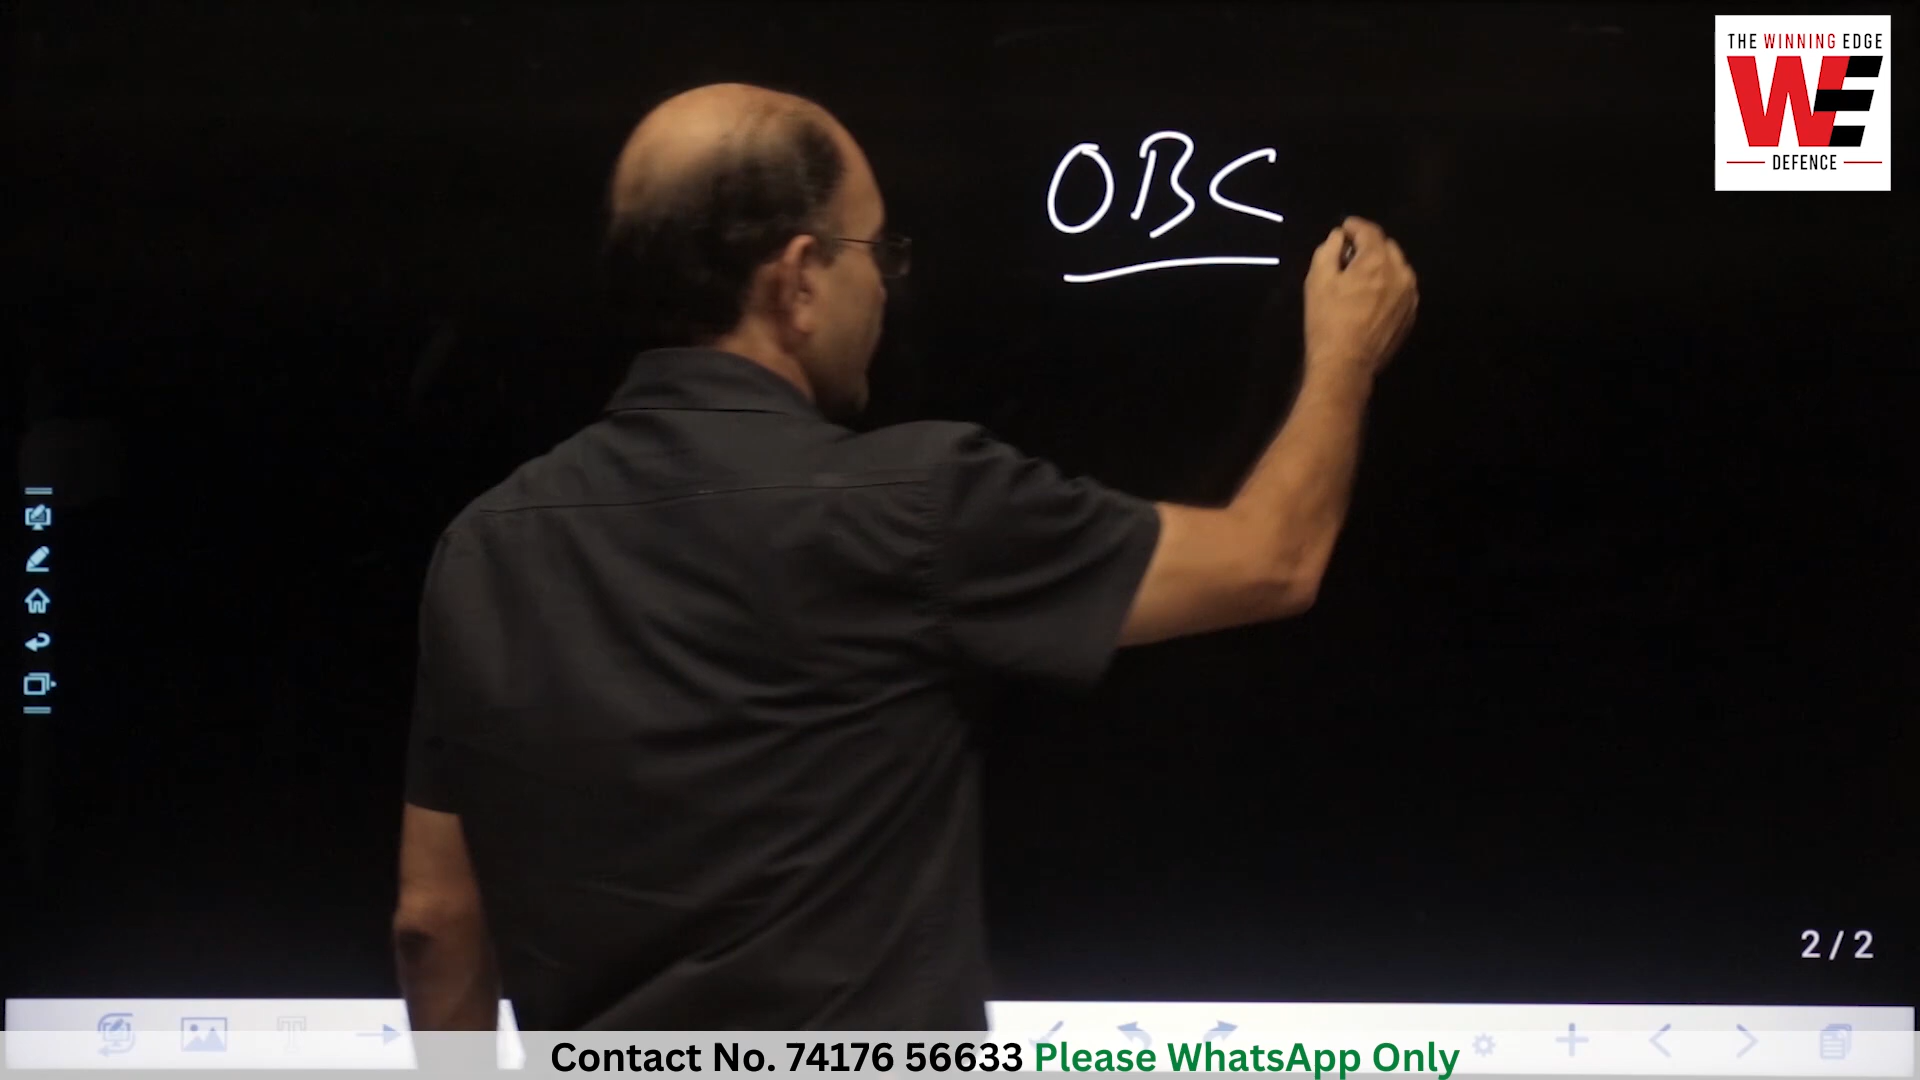 THE WINNING EDGE
WE
DEFENCE
OBC
2 / 2
Contact No. 74176 56633 Please WhatsApp Only